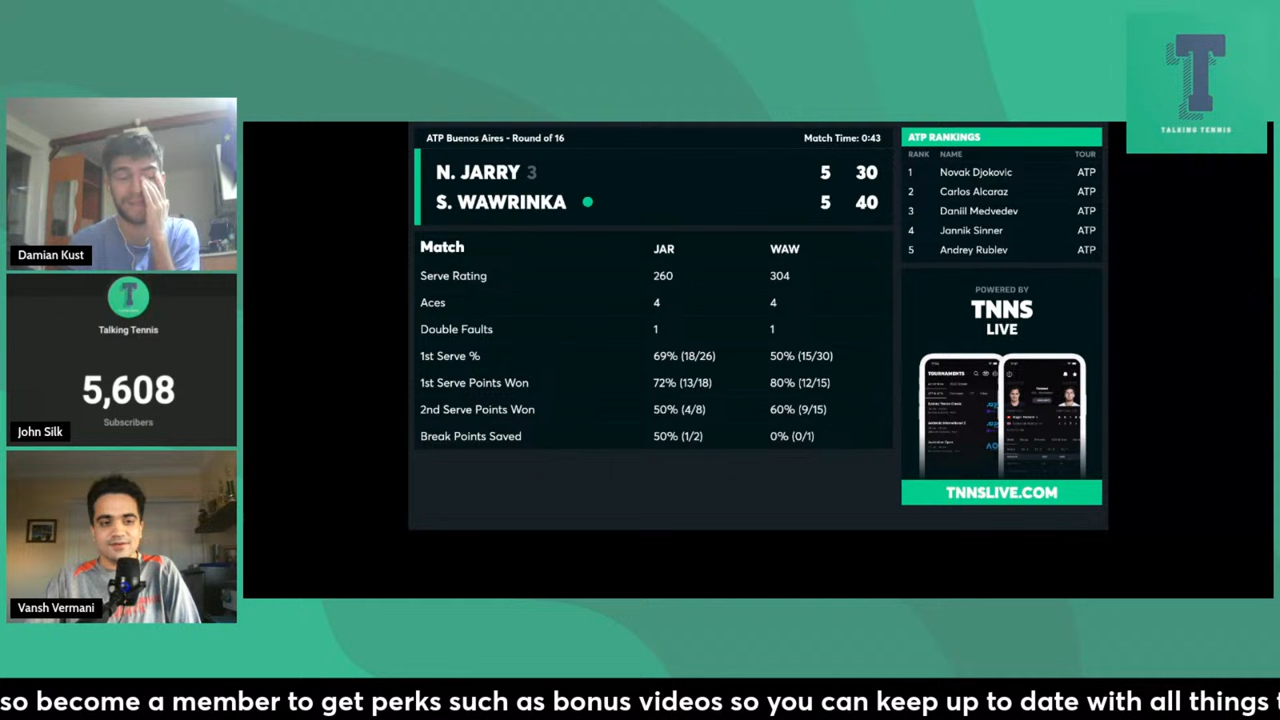 T
TALKING TENNIS
Damian Kust
T
Talking Tennis
5,608
Subscribers
John Silk
Vansh Vermani
ATP Buenos Aires - Round of 16
Match Time: 0:43
N. JARRY 3 5 30
S. WAWRINKA 5 40
Match JAR WAW
Serve Rating 260 304
Aces 4 4
Double Faults 1 1
1st Serve % 69% (18/26) 50% (15/30)
1st Serve Points Won 72% (13/18) 80% (12/15)
2nd Serve Points Won 50% (4/8) 60% (9/15)
Break Points Saved 50% (1/2) 0% (0/1)
ATP RANKINGS
RANK NAME TOUR
1 Novak Djokovic ATP
2 Carlos Alcaraz ATP
3 Daniil Medvedev ATP
4 Jannik Sinner ATP
5 Andrey Rublev ATP
POWERED BY
TNNS
LIVE
TOURNAMENTS
TNNSLIVE.COM
so become a member to get perks such as bonus videos so you can keep up to date with all things